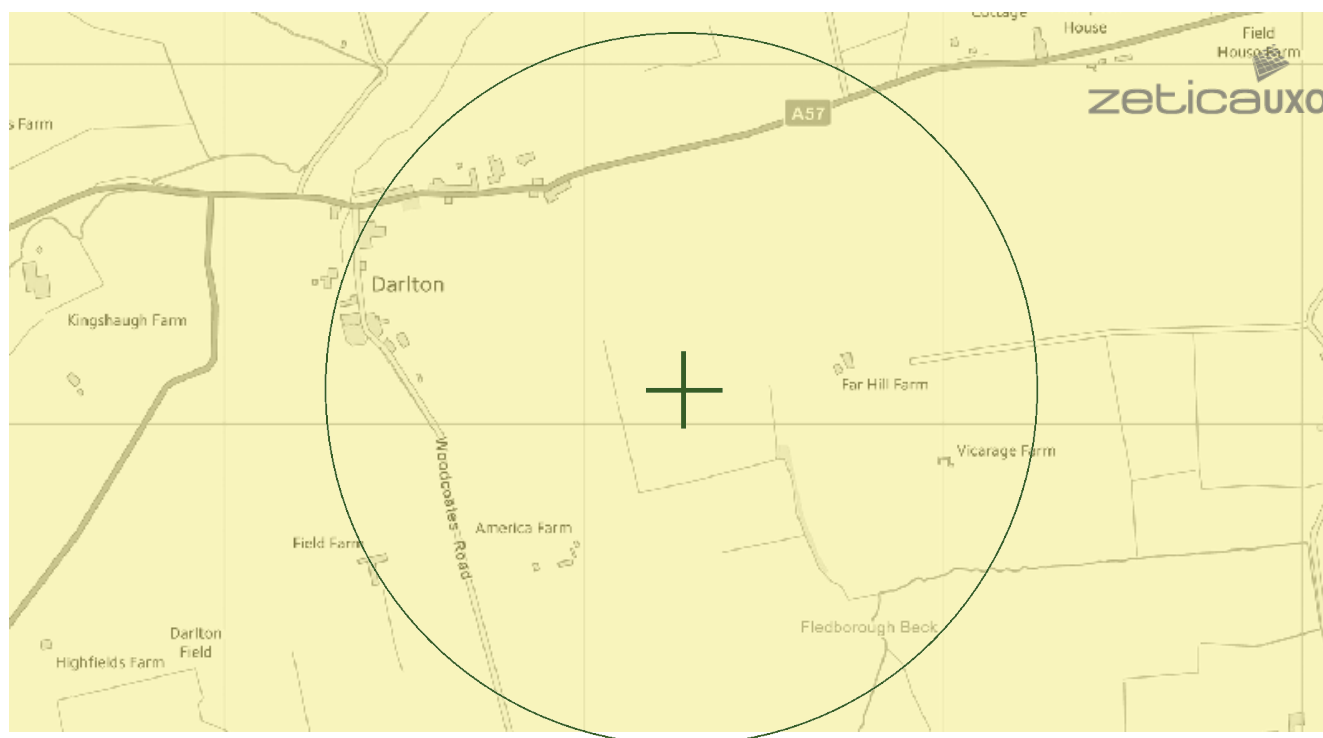 Cottage
House
Field
House Farm
zeticauxo
A57
s Farm
Darlton
Kingshaugh Farm
Far Hill Farm
Vicarage Farm
Woodcoates Road
America Farm
Field Farm
Fledborough Beck
Darlton
Field
Highfields Farm